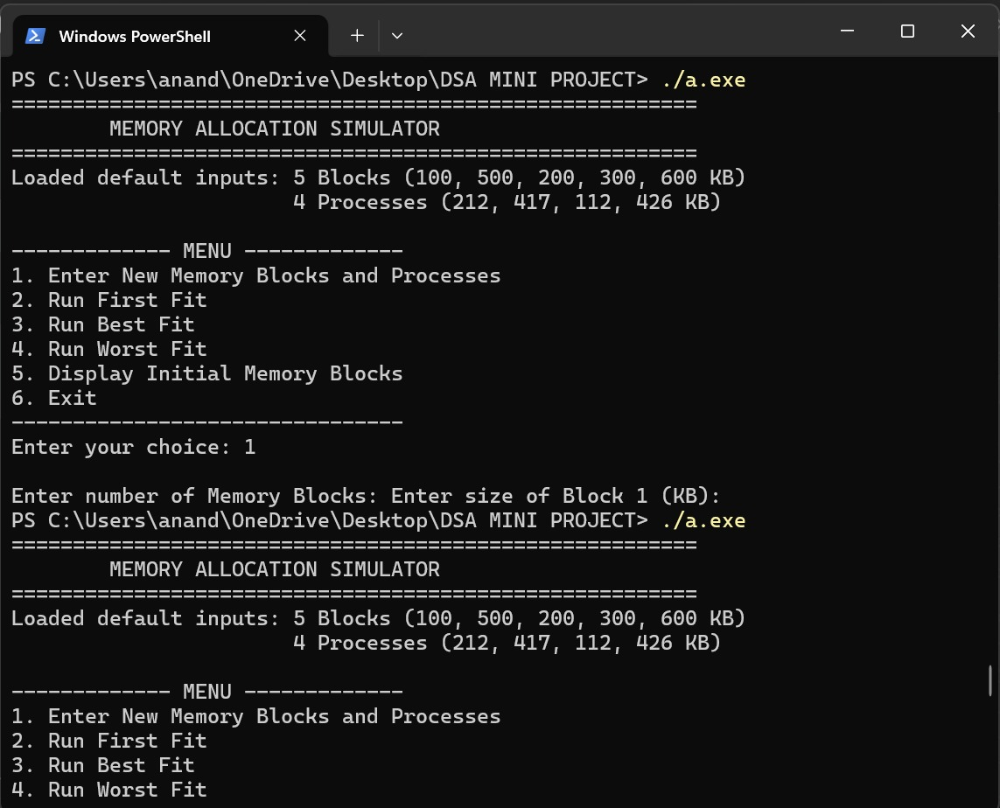 Windows PowerShell
PS C:\Users\anand\OneDrive\Desktop\DSA MINI PROJECT> ./a.exe
========================================================
        MEMORY ALLOCATION SIMULATOR
========================================================
Loaded default inputs: 5 Blocks (100, 500, 200, 300, 600 KB)
                       4 Processes (212, 417, 112, 426 KB)
------------- MENU -------------
1. Enter New Memory Blocks and Processes
2. Run First Fit
3. Run Best Fit
4. Run Worst Fit
5. Display Initial Memory Blocks
6. Exit
--------------------------------
Enter your choice: 1
Enter number of Memory Blocks: Enter size of Block 1 (KB):
PS C:\Users\anand\OneDrive\Desktop\DSA MINI PROJECT> ./a.exe
========================================================
        MEMORY ALLOCATION SIMULATOR
========================================================
Loaded default inputs: 5 Blocks (100, 500, 200, 300, 600 KB)
                       4 Processes (212, 417, 112, 426 KB)
------------- MENU -------------
1. Enter New Memory Blocks and Processes
2. Run First Fit
3. Run Best Fit
4. Run Worst Fit